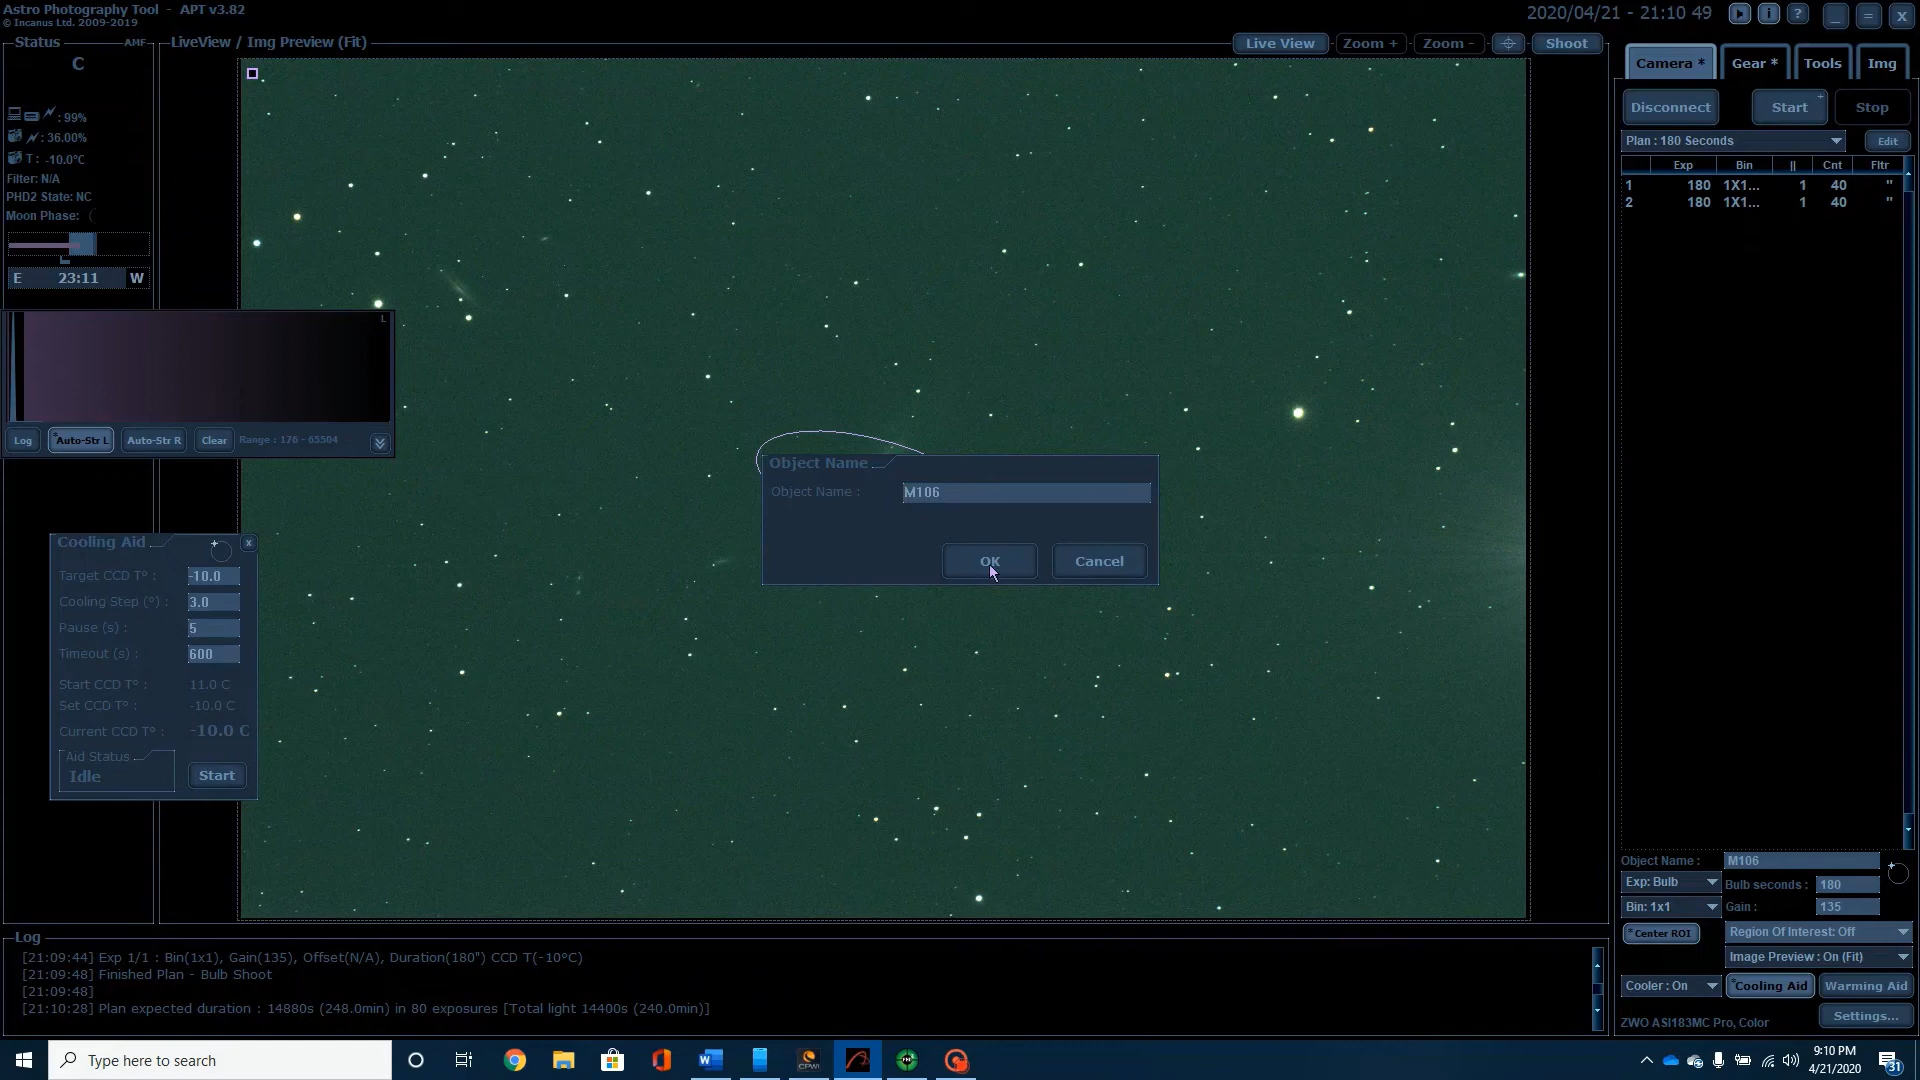 Astro Photography Tool - APT v3.82
© Incanus Ltd. 2009-2019
2020/04/21 - 21:10 49
i
?
_
=
X
Status
AMF
LiveView / Img Preview (Fit)
Live View
Zoom +
Zoom -
Shoot
Camera *
Gear *
Tools
Img
C
: 99%
: 36.00%
T : -10.0°C
Filter: N/A
PHD2 State: NC
Moon Phase:
E 23:11 W
Disconnect
Start +
Stop
Plan : 180 Seconds
Edit
Exp Bin || Cnt Fltr
1 180 1X1... 1 40 "
2 180 1X1... 1 40 "
L
Log
*Auto-Str L
Auto-Str R
Clear
Range : 176 - 65504
Object Name
Object Name : M106
OK
Cancel
Cooling Aid
x
Target CCD T° : -10.0
Cooling Step (°) : 3.0
Pause (s) : 5
Timeout (s) : 600
Start CCD T° : 11.0 C
Set CCD T° : -10.0 C
Current CCD T° : -10.0 C
Aid Status
Idle
Start
Object Name : M106
Exp: Bulb
Bulb seconds : 180
Bin: 1x1
Gain : 135
*Center ROI
Region Of Interest: Off
Image Preview : On (Fit)
Cooler : On
*Cooling Aid
Warming Aid
ZWO ASI183MC Pro, Color
Settings...
Log
[21:09:44] Exp 1/1 : Bin(1x1), Gain(135), Offset(N/A), Duration(180") CCD T(-10°C)
[21:09:48] Finished Plan - Bulb Shoot
[21:09:48]
[21:10:28] Plan expected duration : 14880s (248.0min) in 80 exposures [Total light 14400s (240.0min)]
Type here to search
W
CPWI
9:10 PM
4/21/2020
31